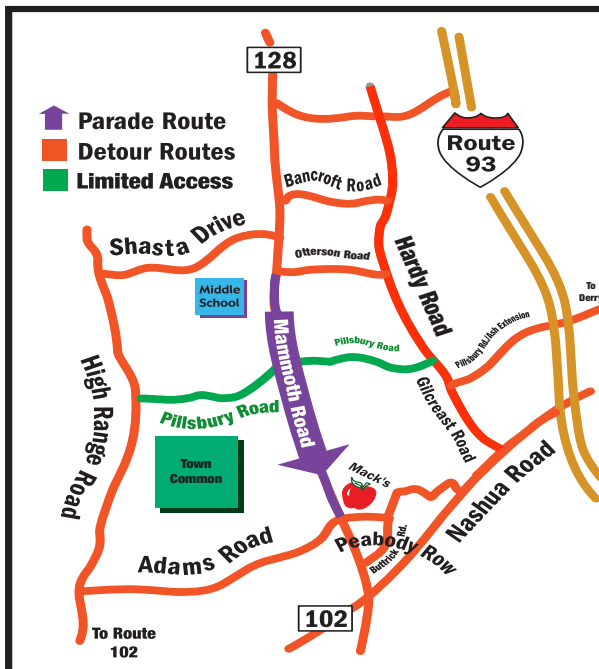 128
Parade Route
Detour Routes
Limited Access
Route
93
Bancroft Road
Shasta Drive
Otterson Road
Hardy Road
Middle
School
To
Derry
Mammoth Road
Pillsbury Road
Pillsbury Rd./Ash Extension
High Range Road
Pillsbury Road
Gilcreast Road
Town
Common
Mack's
Nashua Road
Adams Road
Peabody Row
Buttrick Rd.
102
To Route
102